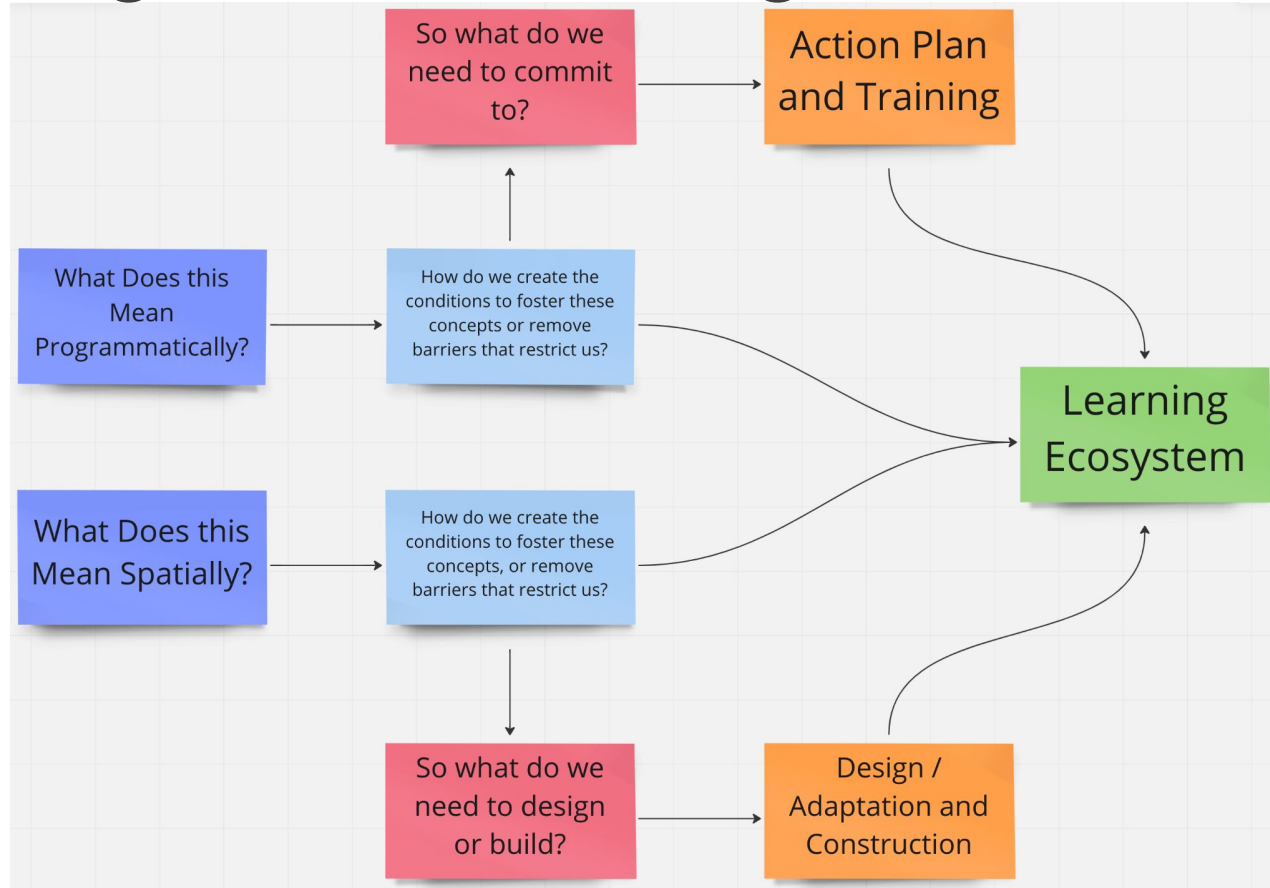 So what do we
need to commit
to?
Action Plan
and Training
What Does this
Mean
Programmatically?
How do we create the
conditions to foster these
concepts or remove
barriers that restrict us?
Learning
Ecosystem
What Does this
Mean Spatially?
How do we create the
conditions to foster these
concepts, or remove
barriers that restrict us?
So what do we
need to design
or build?
Design /
Adaptation and
Construction